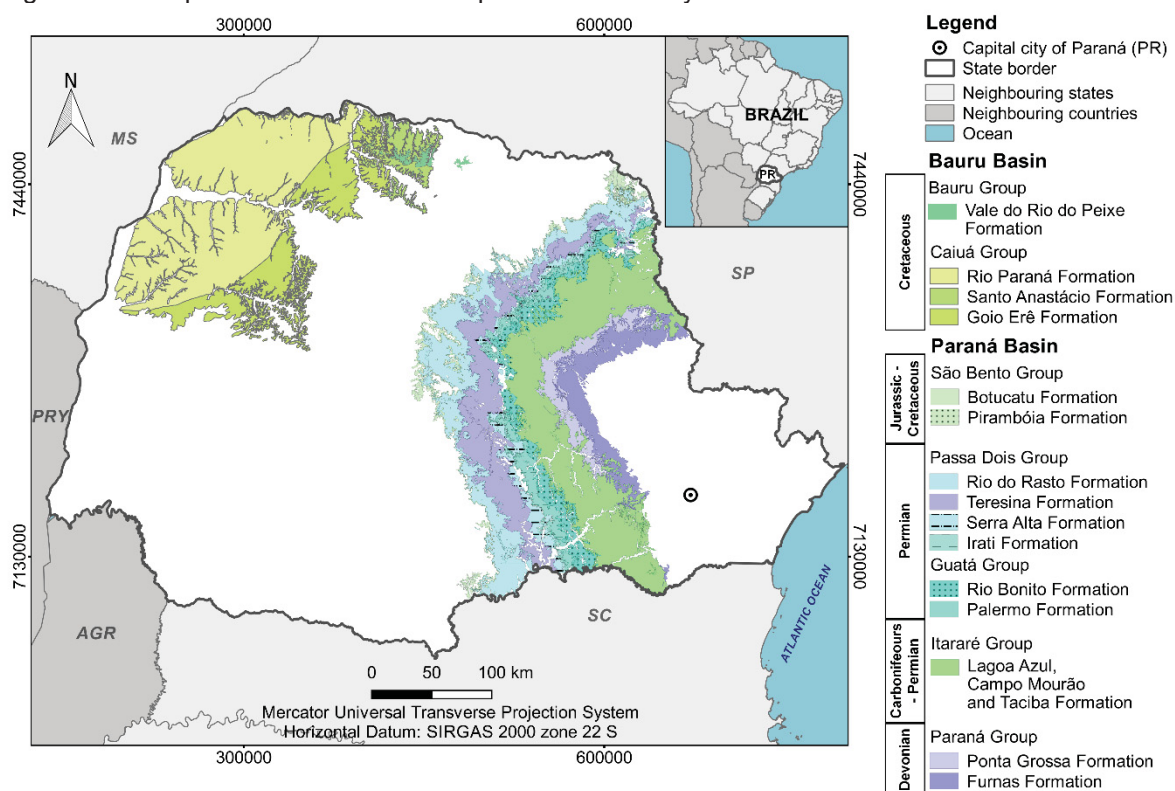 300000
600000
N
MS
BRAZIL
PR
7440000
7440000
SP
PRY
7130000
7130000
AGR
SC
ATLANTIC OCEAN
0 50 100 km
Mercator Universal Transverse Projection System
Horizontal Datum: SIRGAS 2000 zone 22 S
300000
600000
Legend
Capital city of Paraná (PR)
State border
Neighbouring states
Neighbouring countries
Ocean
Bauru Basin
Cretaceous
Bauru Group
Vale do Rio do Peixe
Formation
Caiuá Group
Rio Paraná Formation
Santo Anastácio Formation
Goio Erê Formation
Paraná Basin
Jurassic -
Cretaceous
São Bento Group
Botucatu Formation
Pirambóia Formation
Permian
Passa Dois Group
Rio do Rasto Formation
Teresina Formation
Serra Alta Formation
Irati Formation
Guatá Group
Rio Bonito Formation
Palermo Formation
Carbonifeours
- Permian
Itararé Group
Lagoa Azul,
Campo Mourão
and Taciba Formation
Devonian
Paraná Group
Ponta Grossa Formation
Furnas Formation